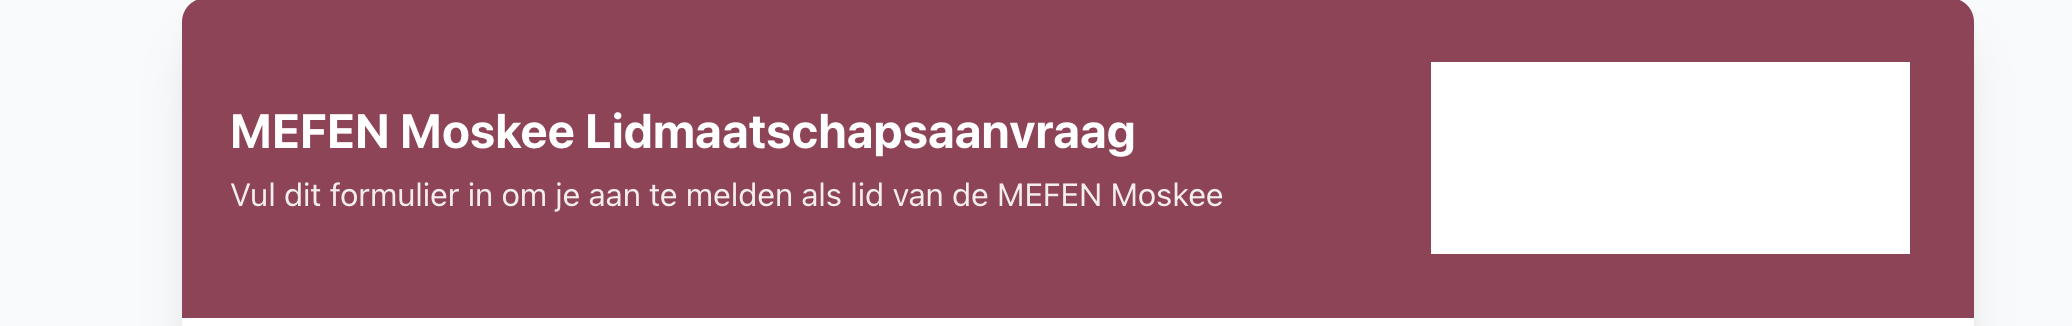 MEFEN Moskee Lidmaatschapsaanvraag
Vul dit formulier in om je aan te melden als lid van de MEFEN Moskee